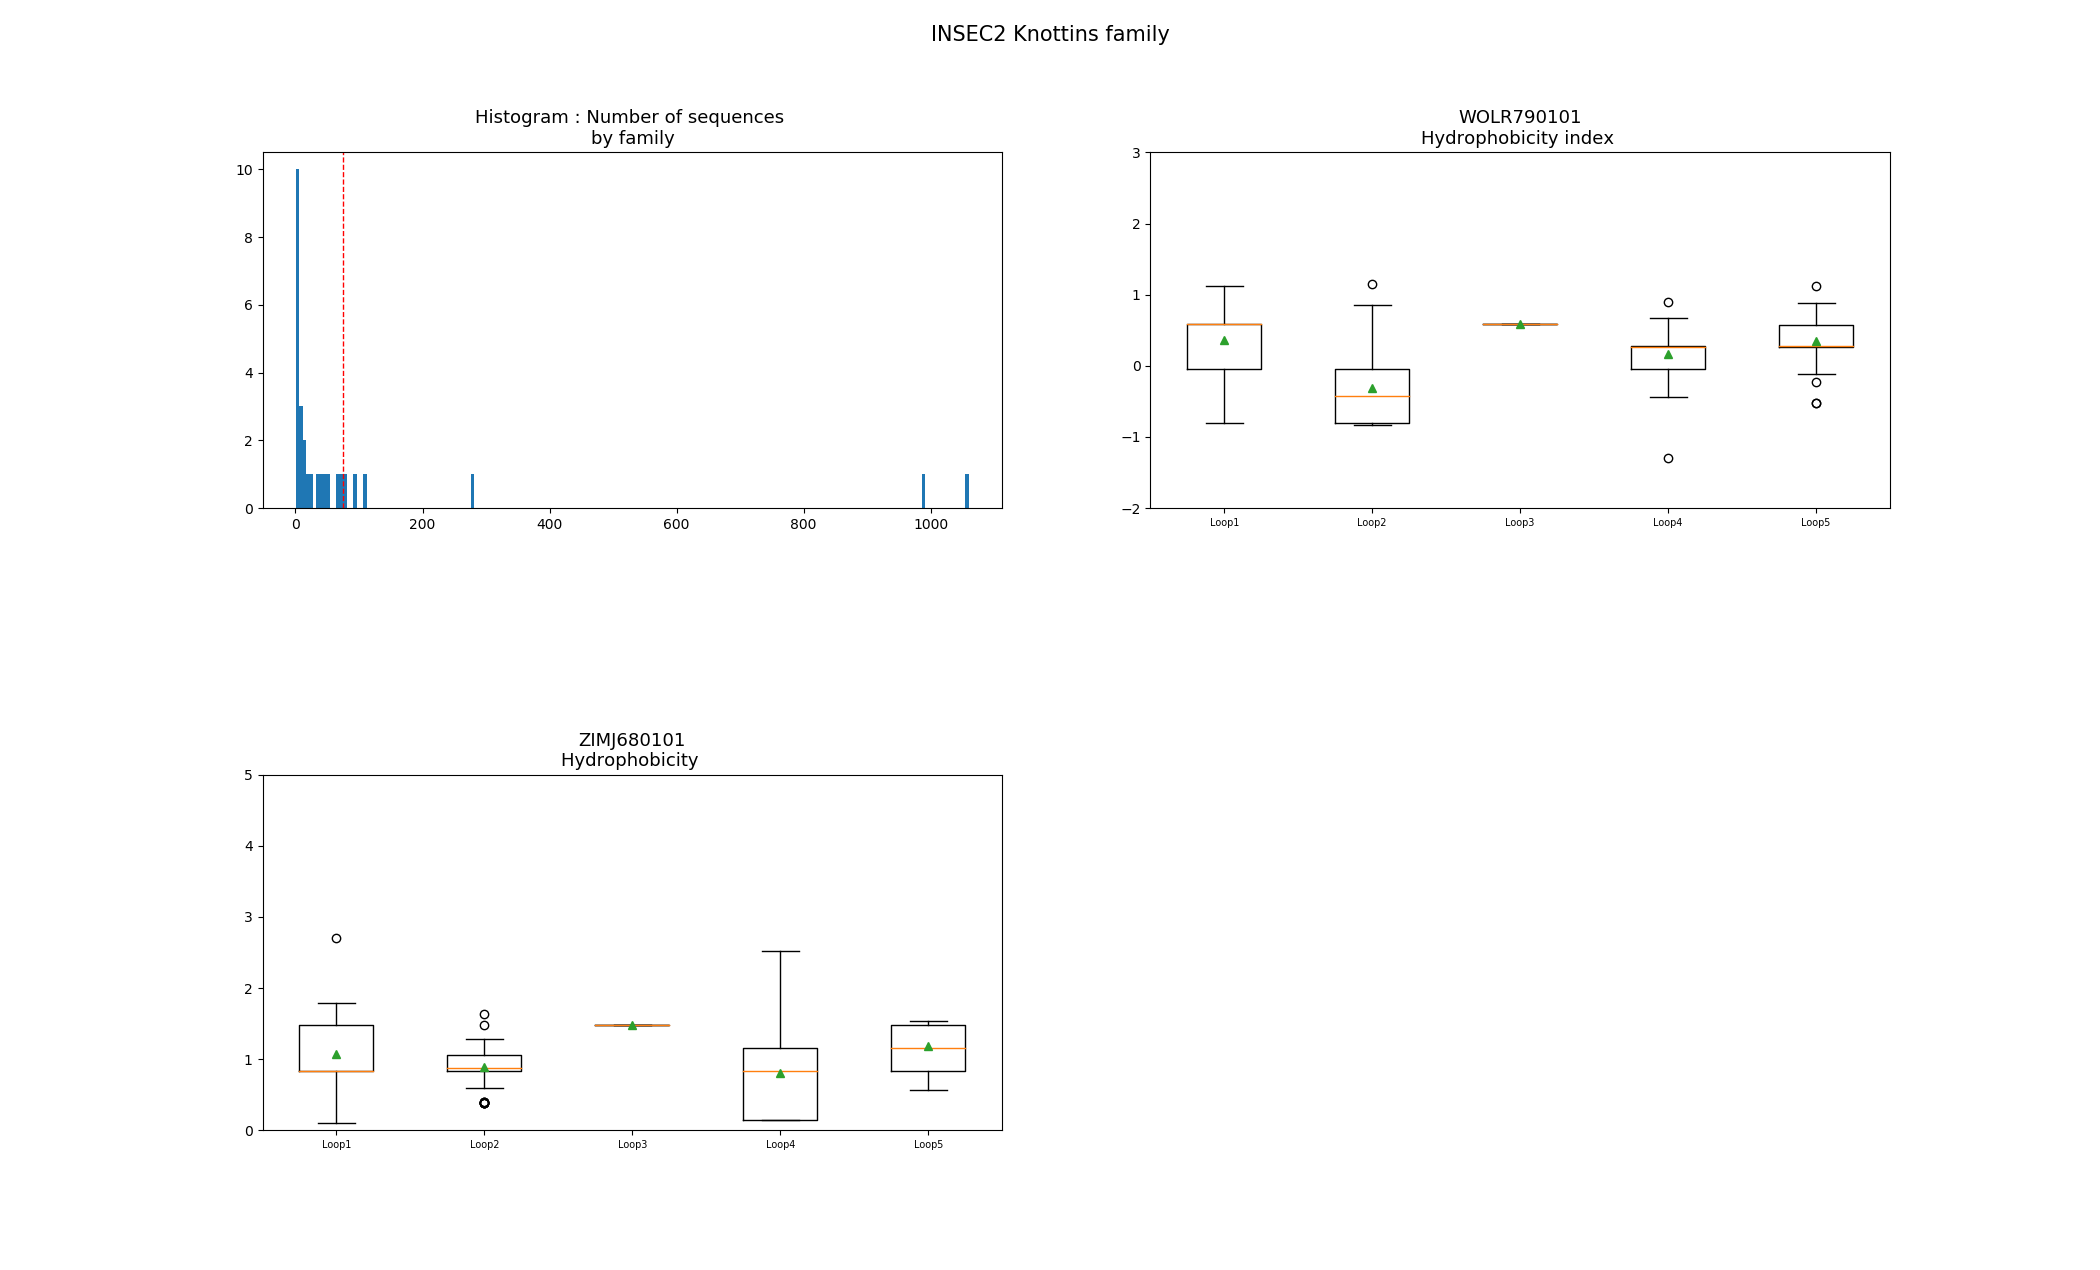 INSEC2 Knottins family
Histogram : Number of sequences
by family
10
8
6
4
2
0
0 200 400 600 800 1000
WOLR790101
Hydrophobicity index
3
2
1
0
−1
−2
Loop1 Loop2 Loop3 Loop4 Loop5
ZIMJ680101
Hydrophobicity
5
4
3
2
1
0
Loop1 Loop2 Loop3 Loop4 Loop5